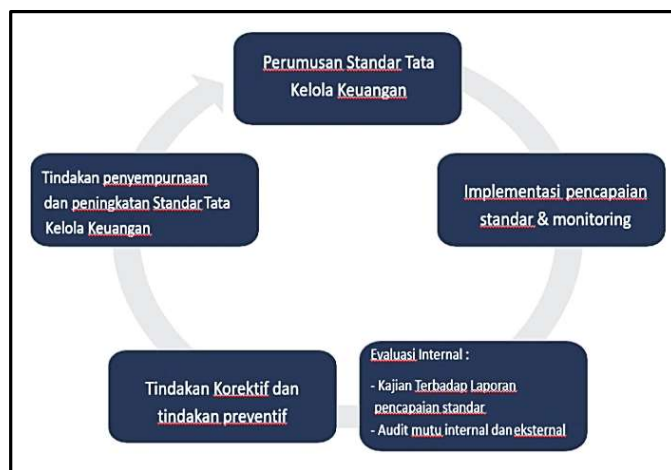 Perumusan Standar Tata
Kelola Keuangan
Implementasi pencapaian
standar & monitoring
Evaluasi Internal :
- Kajian Terbadap Laporan
pencapaian standar
- Audit mutu internal dan eksternal
Tindakan Korektif dan
tindakan preventif
Tindakan penyempurnaan
dan peningkatan Standar Tata
Kelola Keuangan